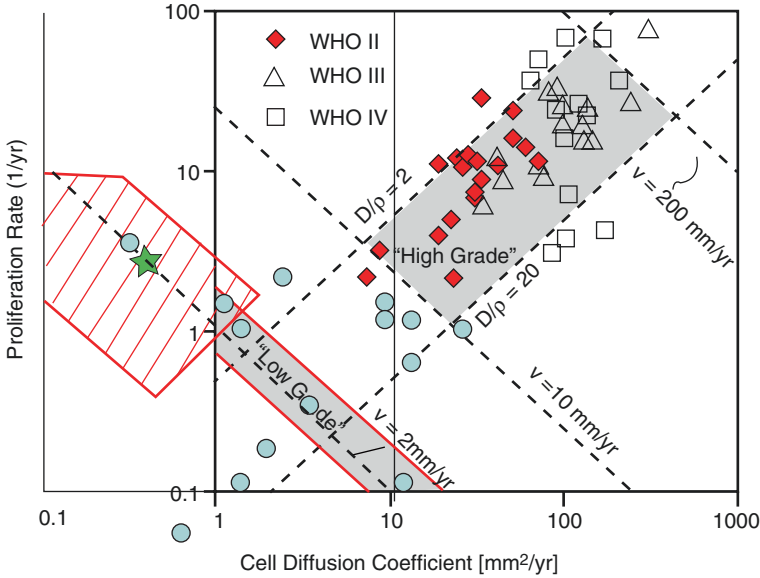 100
WHO II
WHO III
WHO IV
10
D/ρ = 2
v = 200 mm/yr
"High Grade"
D/ρ = 20
Proliferation Rate (1/yr)
1
"Low Grade"
v = 2mm/yr
v =10 mm/yr
0.1
0.1
1
10
100
1000
Cell Diffusion Coefficient [mm²/yr]